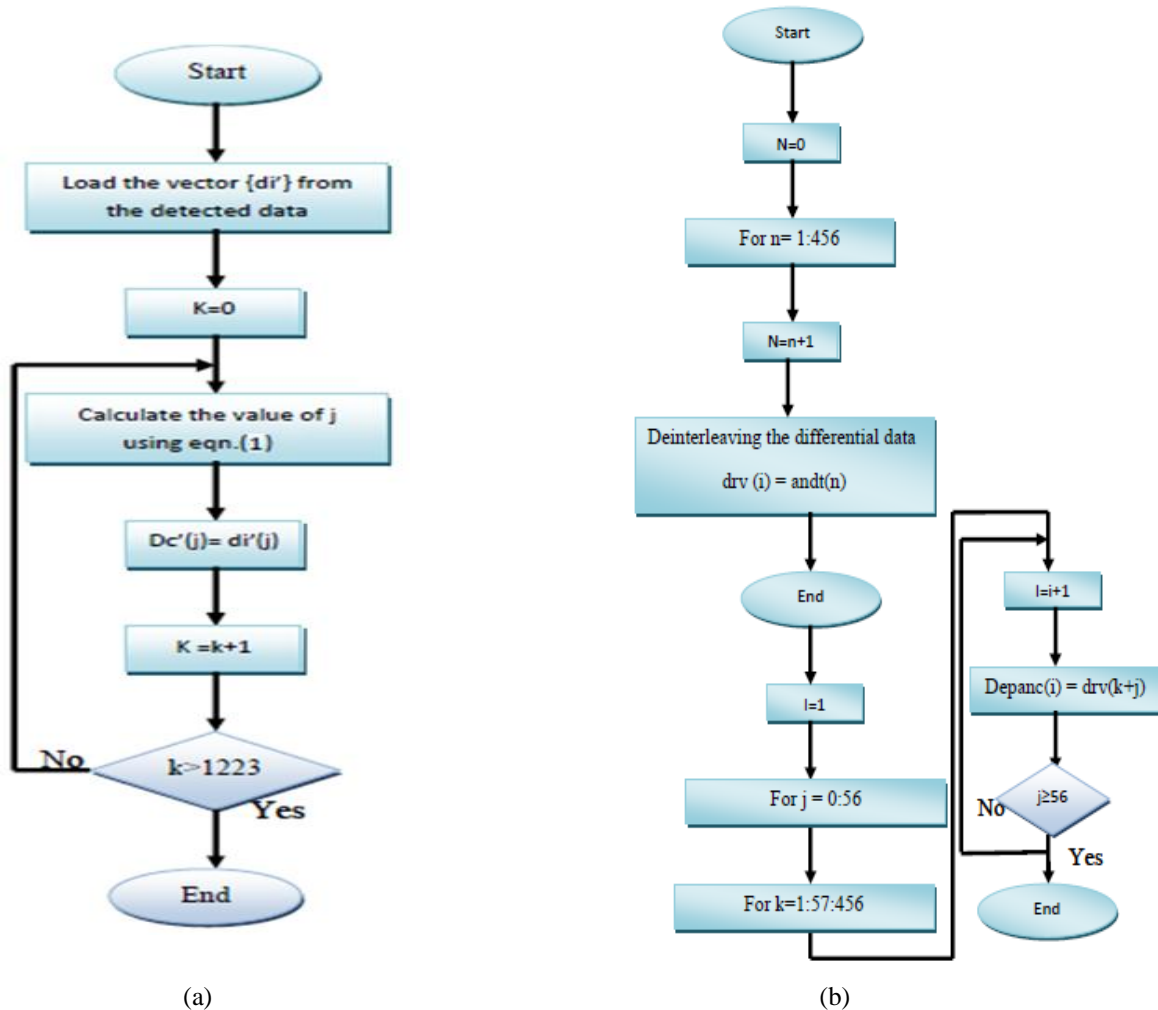 Start
Load the vector {di'} from
the detected data
K=0
Calculate the value of j
using eqn.(1)
Dc'(j)= di'(j)
K =k+1
k>1223
No
Yes
End
(a)
Start
N=0
For n= 1:456
N=n+1
Deinterleaving the differential data
drv (i) = andt(n)
End
I=1
For j = 0:56
For k=1:57:456
I=i+1
Depanc(i) = drv(k+j)
j≥56
No
Yes
End
(b)